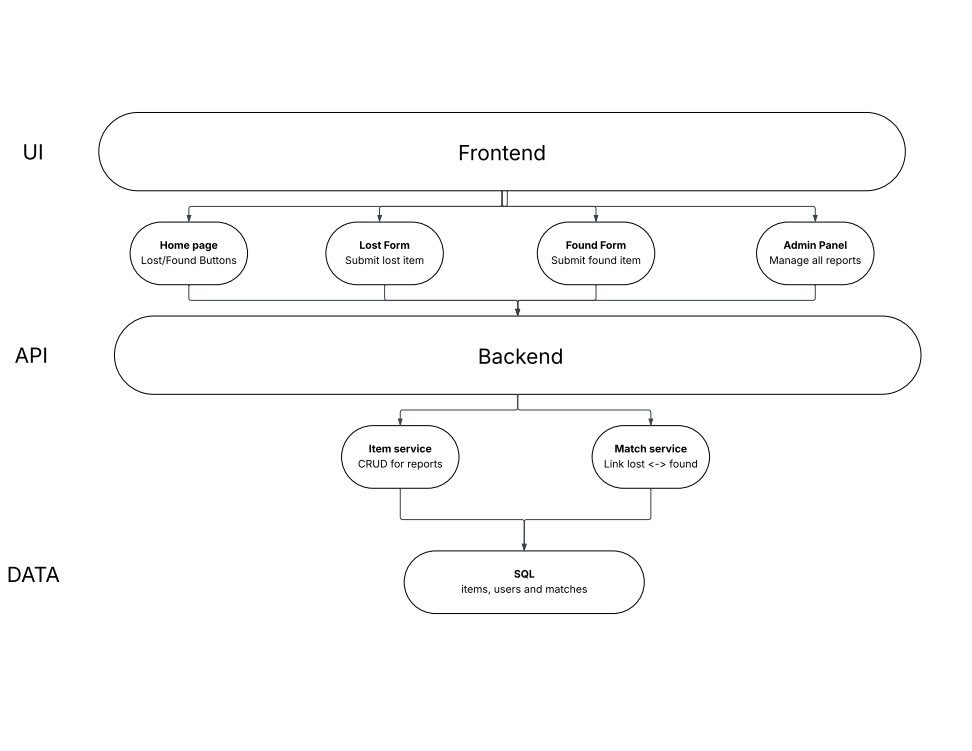 UI
Frontend
Home page
Lost/Found Buttons
Lost Form
Submit lost item
Found Form
Submit found item
Admin Panel
Manage all reports
API
Backend
Item service
CRUD for reports
Match service
Link lost <-> found
DATA
SQL
items, users and matches